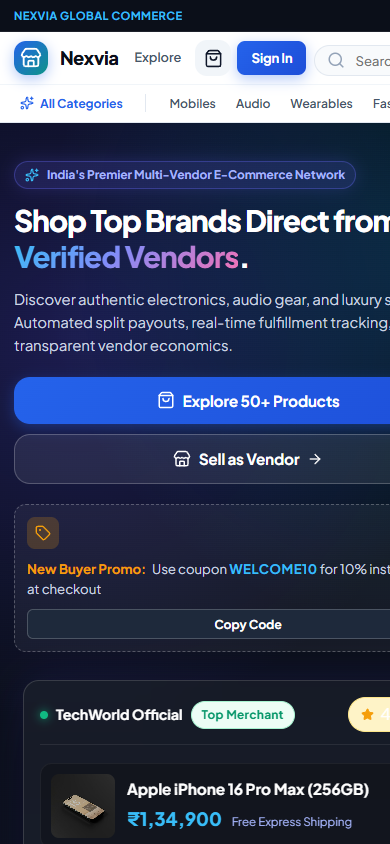 NEXVIA GLOBAL COMMERCE
Nexvia Explore Sign In
All Categories Mobiles Audio Wearables
India's Premier Multi-Vendor E-Commerce Network
Shop Top Brands Direct from
Verified Vendors.
Discover authentic electronics, audio gear, and luxury
Automated split payouts, real-time fulfillment tracking,
transparent vendor economics.
Explore 50+ Products
Sell as Vendor
New Buyer Promo: Use coupon WELCOME10 for 10%
at checkout
Copy Code
TechWorld Official Top Merchant
Apple iPhone 16 Pro Max (256GB)
₹1,34,900 Free Express Shipping